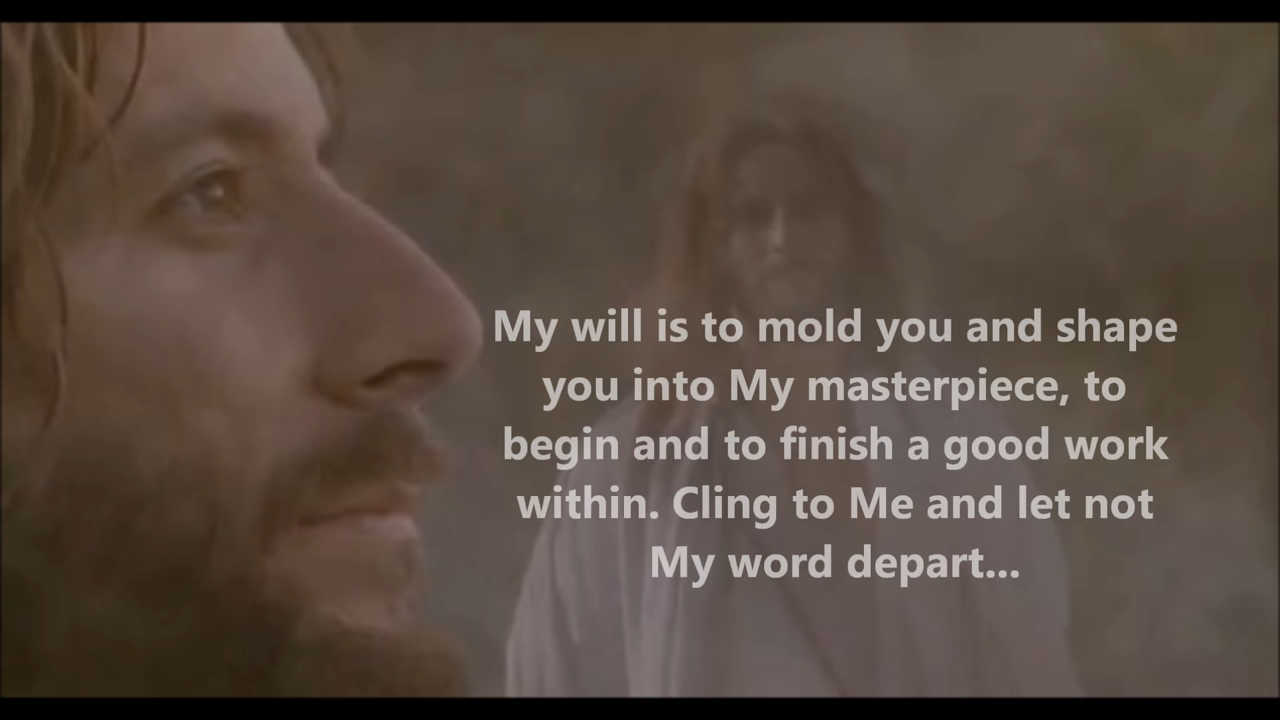 My will is to mold you and shape
you into My masterpiece, to
begin and to finish a good work
within. Cling to Me and let not
My word depart...